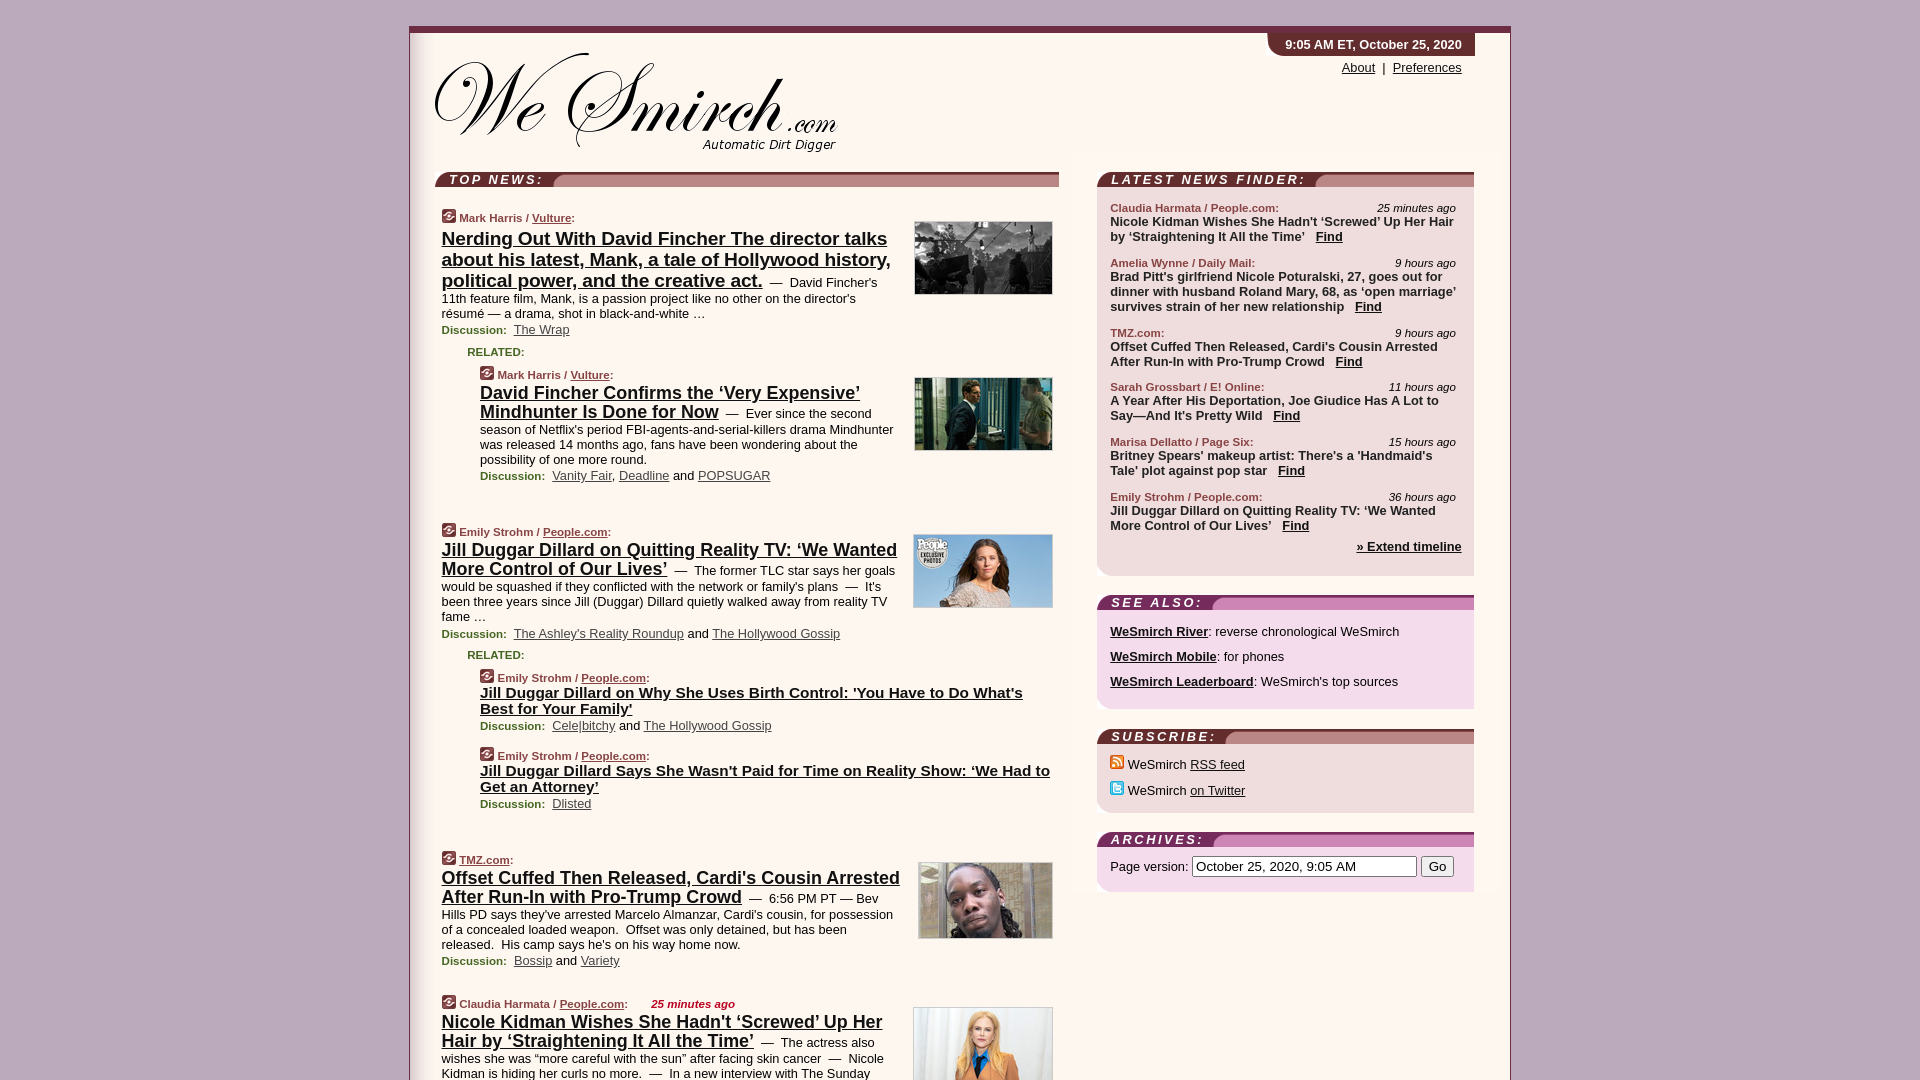 9:05 AM ET, October 25, 2020
About | Preferences
We Smirch .com
Automatic Dirt Digger
TOP NEWS:
Mark Harris / Vulture:
Nerding Out With David Fincher The director talks
about his latest, Mank, a tale of Hollywood history,
political power, and the creative act. — David Fincher's
11th feature film, Mank, is a passion project like no other on the director's
résumé — a drama, shot in black-and-white …
Discussion: The Wrap
RELATED:
Mark Harris / Vulture:
David Fincher Confirms the ‘Very Expensive’
Mindhunter Is Done for Now — Ever since the second
season of Netflix's period FBI-agents-and-serial-killers drama Mindhunter
was released 14 months ago, fans have been wondering about the
possibility of one more round.
Discussion: Vanity Fair, Deadline and POPSUGAR
Emily Strohm / People.com:
Jill Duggar Dillard on Quitting Reality TV: ‘We Wanted
More Control of Our Lives’ — The former TLC star says her goals
would be squashed if they conflicted with the network or family's plans — It's
been three years since Jill (Duggar) Dillard quietly walked away from reality TV
fame …
People
EXCLUSIVE
PHOTOS
Discussion: The Ashley's Reality Roundup and The Hollywood Gossip
RELATED:
Emily Strohm / People.com:
Jill Duggar Dillard on Why She Uses Birth Control: 'You Have to Do What's
Best for Your Family'
Discussion: Cele|bitchy and The Hollywood Gossip
Emily Strohm / People.com:
Jill Duggar Dillard Says She Wasn't Paid for Time on Reality Show: ‘We Had to
Get an Attorney’
Discussion: Dlisted
TMZ.com:
Offset Cuffed Then Released, Cardi's Cousin Arrested
After Run-In with Pro-Trump Crowd — 6:56 PM PT — Bev
Hills PD says they've arrested Marcelo Almanzar, Cardi's cousin, for possession
of a concealed loaded weapon. Offset was only detained, but has been
released. His camp says he's on his way home now.
Discussion: Bossip and Variety
Claudia Harmata / People.com: 25 minutes ago
Nicole Kidman Wishes She Hadn't ‘Screwed’ Up Her
Hair by ‘Straightening It All the Time’ — The actress also
wishes she was “more careful with the sun” after facing skin cancer — Nicole
Kidman is hiding her curls no more. — In a new interview with The Sunday
LATEST NEWS FINDER:
Claudia Harmata / People.com: 25 minutes ago
Nicole Kidman Wishes She Hadn't ‘Screwed’ Up Her Hair
by ‘Straightening It All the Time’ Find
Amelia Wynne / Daily Mail: 9 hours ago
Brad Pitt's girlfriend Nicole Poturalski, 27, goes out for
dinner with husband Roland Mary, 68, as ‘open marriage’
survives strain of her new relationship Find
TMZ.com: 9 hours ago
Offset Cuffed Then Released, Cardi's Cousin Arrested
After Run-In with Pro-Trump Crowd Find
Sarah Grossbart / E! Online: 11 hours ago
A Year After His Deportation, Joe Giudice Has A Lot to
Say—And It's Pretty Wild Find
Marisa Dellatto / Page Six: 15 hours ago
Britney Spears' makeup artist: There's a 'Handmaid's
Tale' plot against pop star Find
Emily Strohm / People.com: 36 hours ago
Jill Duggar Dillard on Quitting Reality TV: ‘We Wanted
More Control of Our Lives’ Find
» Extend timeline
SEE ALSO:
WeSmirch River: reverse chronological WeSmirch
WeSmirch Mobile: for phones
WeSmirch Leaderboard: WeSmirch's top sources
SUBSCRIBE:
WeSmirch RSS feed
WeSmirch on Twitter
ARCHIVES:
Page version: October 25, 2020, 9:05 AM Go